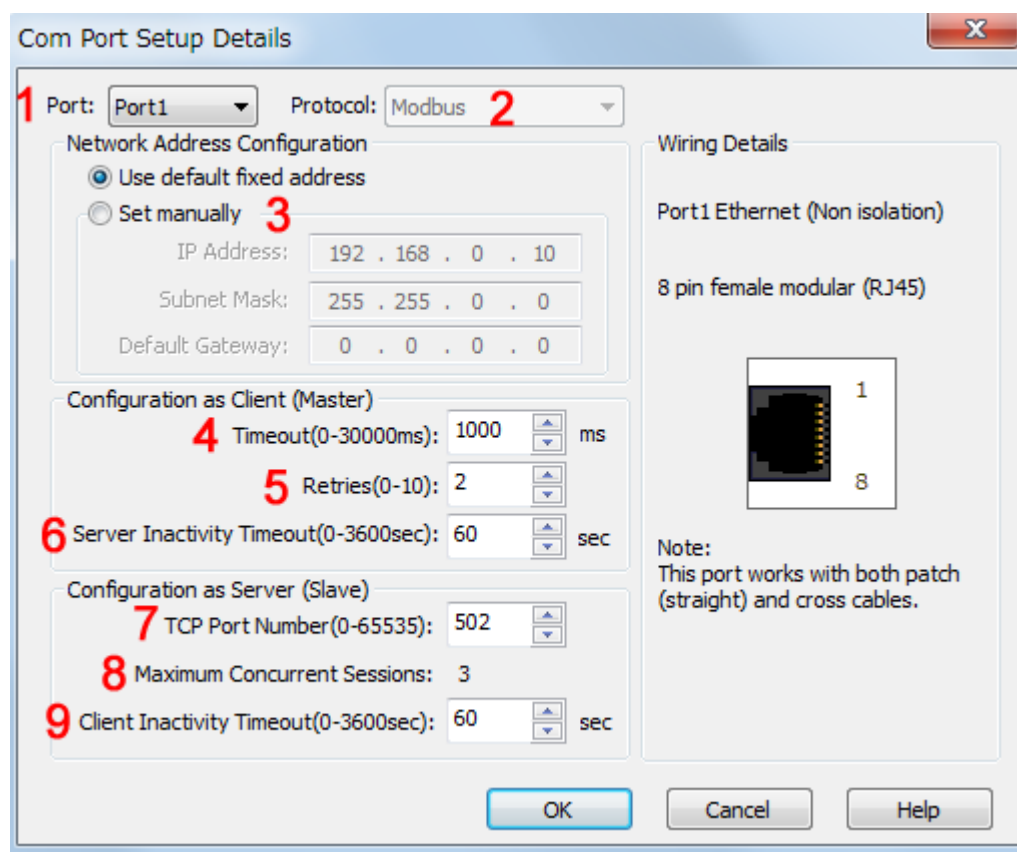 Com Port Setup Details
x
1 Port: Port1 Protocol: Modbus 2
Network Address Configuration
Use default fixed address
Set manually 3
IP Address: 192 . 168 . 0 . 10
Subnet Mask: 255 . 255 . 0 . 0
Default Gateway: 0 . 0 . 0 . 0
Configuration as Client (Master)
4 Timeout(0-30000ms): 1000 ms
5 Retries(0-10): 2
6 Server Inactivity Timeout(0-3600sec): 60 sec
Configuration as Server (Slave)
7 TCP Port Number(0-65535): 502
8 Maximum Concurrent Sessions: 3
9 Client Inactivity Timeout(0-3600sec): 60 sec
Wiring Details
Port1 Ethernet (Non isolation)
8 pin female modular (RJ45)
1
8
Note:
This port works with both patch
(straight) and cross cables.
OK Cancel Help